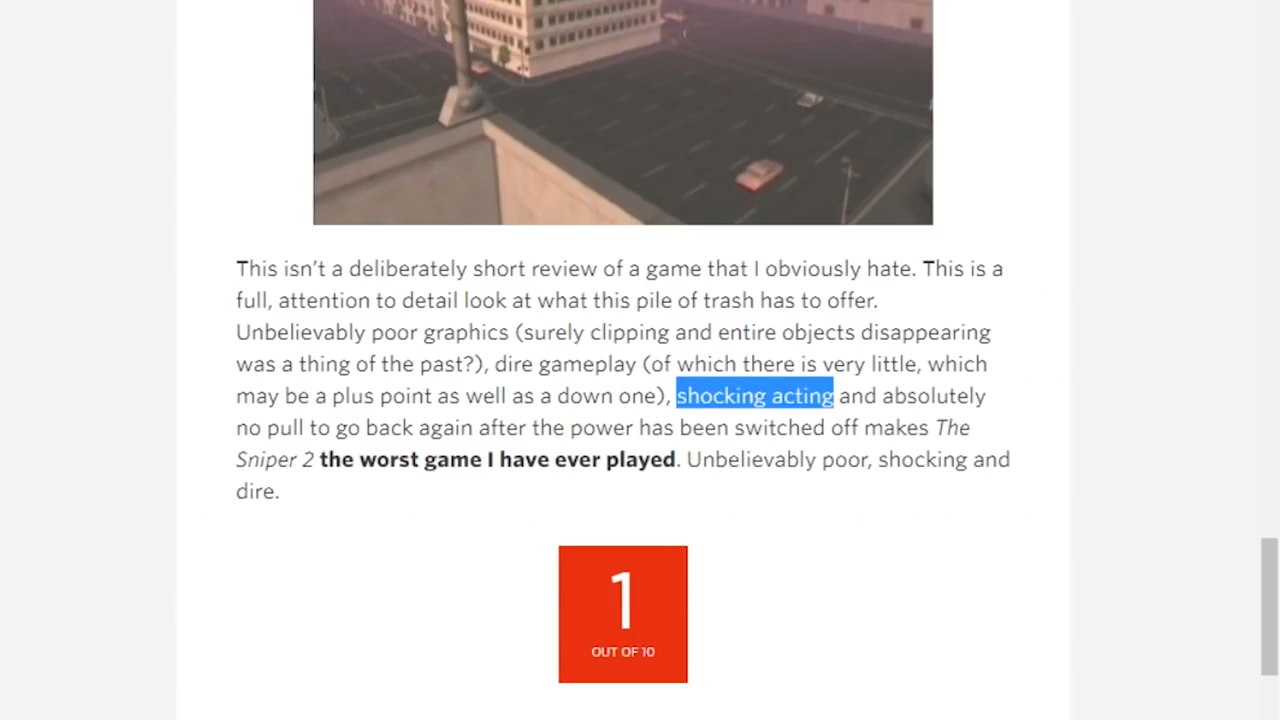 This isn’t a deliberately short review of a game that I obviously hate. This is a
full, attention to detail look at what this pile of trash has to offer.
Unbelievably poor graphics (surely clipping and entire objects disappearing
was a thing of the past?), dire gameplay (of which there is very little, which
may be a plus point as well as a down one), shocking acting and absolutely
no pull to go back again after the power has been switched off makes The
Sniper 2 the worst game I have ever played. Unbelievably poor, shocking and
dire.
1
OUT OF 10